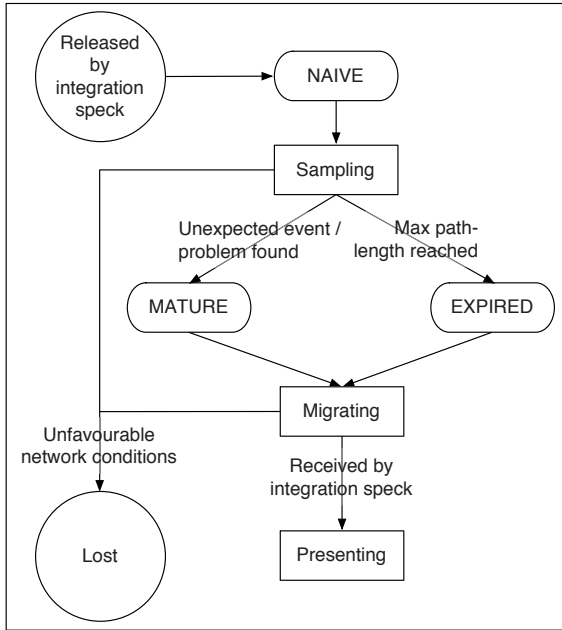 Released
by
integration
speck
NAIVE
Sampling
Unexpected event /
problem found
Max path-
length reached
MATURE
EXPIRED
Migrating
Unfavourable
network conditions
Received by
integration speck
Lost
Presenting